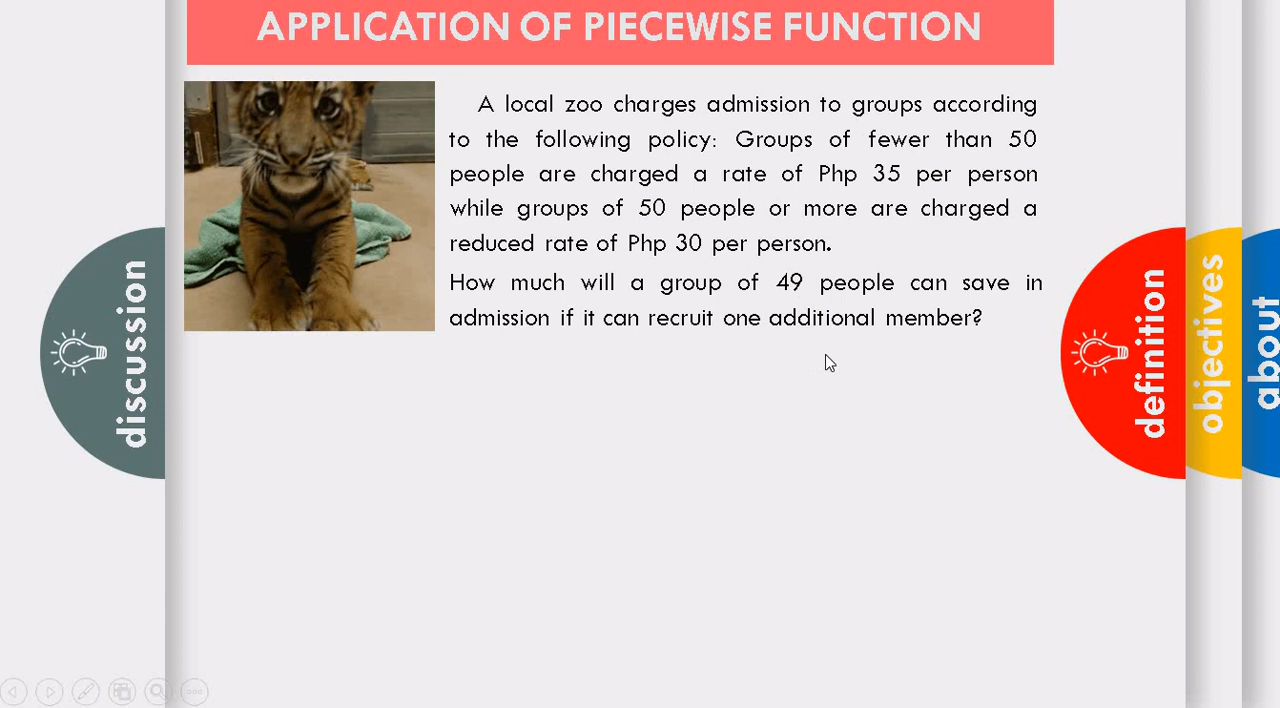 APPLICATION OF PIECEWISE FUNCTION
A local zoo charges admission to groups according
to the following policy: Groups of fewer than 50
people are charged a rate of Php 35 per person
while groups of 50 people or more are charged a
reduced rate of Php 30 per person.
How much will a group of 49 people can save in
admission if it can recruit one additional member?
discussion
definition
objectives
about